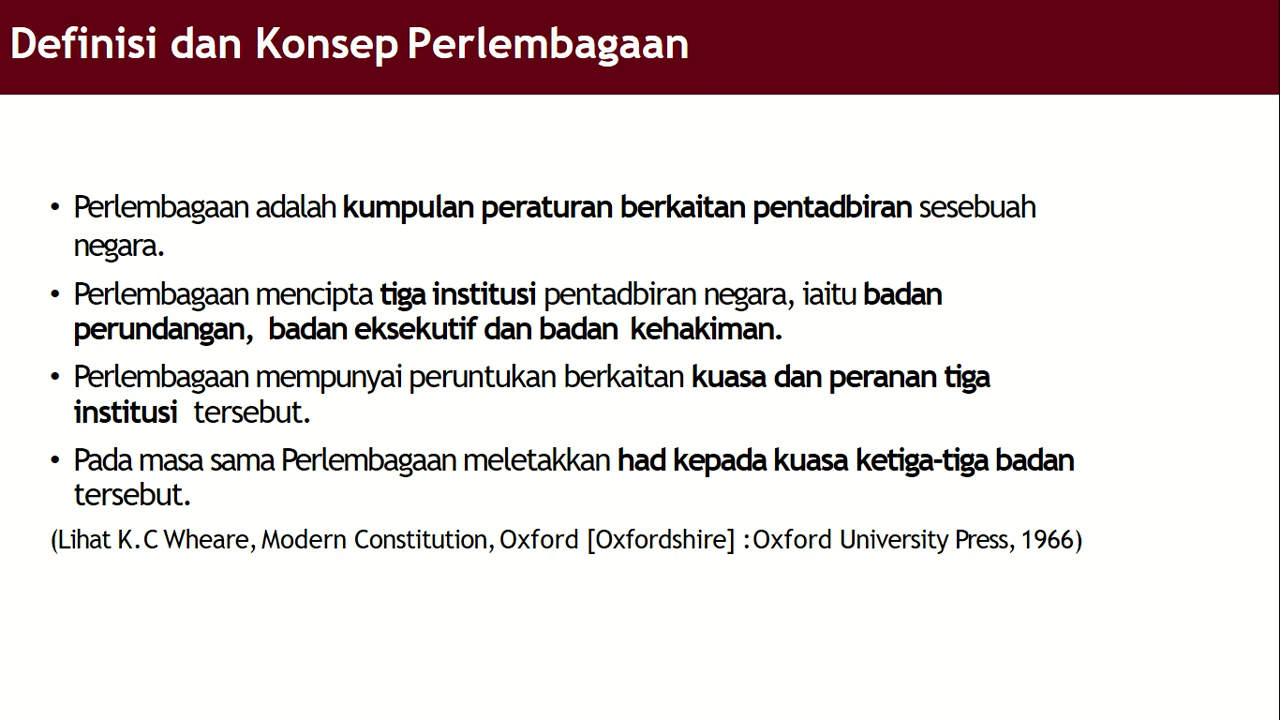 Definisi dan Konsep Perlembagaan
• Perlembagaan adalah kumpulan peraturan berkaitan pentadbiran sesebuah
negara.
• Perlembagaan mencipta tiga institusi pentadbiran negara, iaitu badan
perundangan, badan eksekutif dan badan kehakiman.
• Perlembagaan mempunyai peruntukan berkaitan kuasa dan peranan tiga
institusi tersebut.
• Pada masa sama Perlembagaan meletakkan had kepada kuasa ketiga-tiga badan
tersebut.
(Lihat K.C Wheare, Modern Constitution, Oxford [Oxfordshire] :Oxford University Press, 1966)